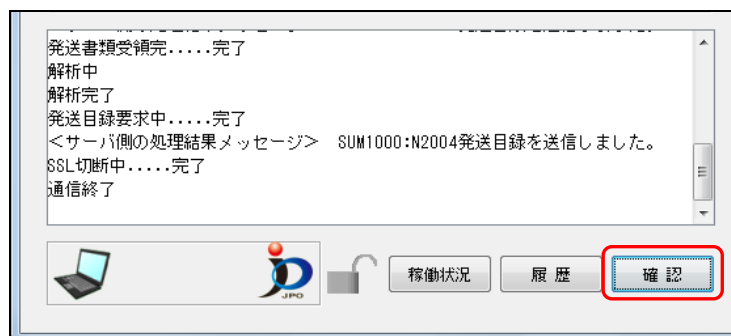 発送書類受領完.....完了
解析中
解析完了
発送目録要求中.....完了
＜サーバ側の処理結果メッセージ＞　SUM1000:N2004発送目録を送信しました。
SSL切断中.....完了
通信終了
JPO
稼働状況
履 歴
確 認